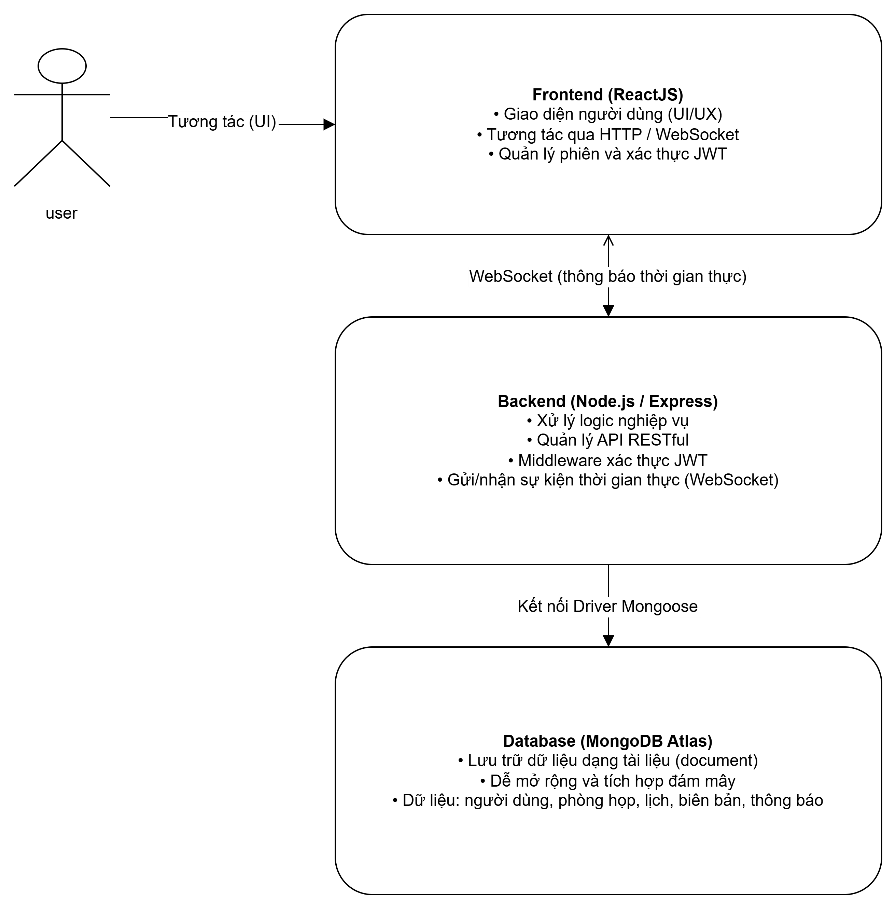 Frontend (ReactJS)
• Giao diện người dùng (UI/UX)
• Tương tác qua HTTP / WebSocket
• Quản lý phiên và xác thực JWT
Tương tác (UI)
user
WebSocket (thông báo thời gian thực)
Backend (Node.js / Express)
• Xử lý logic nghiệp vụ
• Quản lý API RESTful
• Middleware xác thực JWT
• Gửi/nhận sự kiện thời gian thực (WebSocket)
Kết nối Driver Mongoose
Database (MongoDB Atlas)
• Lưu trữ dữ liệu dạng tài liệu (document)
• Dễ mở rộng và tích hợp đám mây
• Dữ liệu: người dùng, phòng họp, lịch, biên bản, thông báo